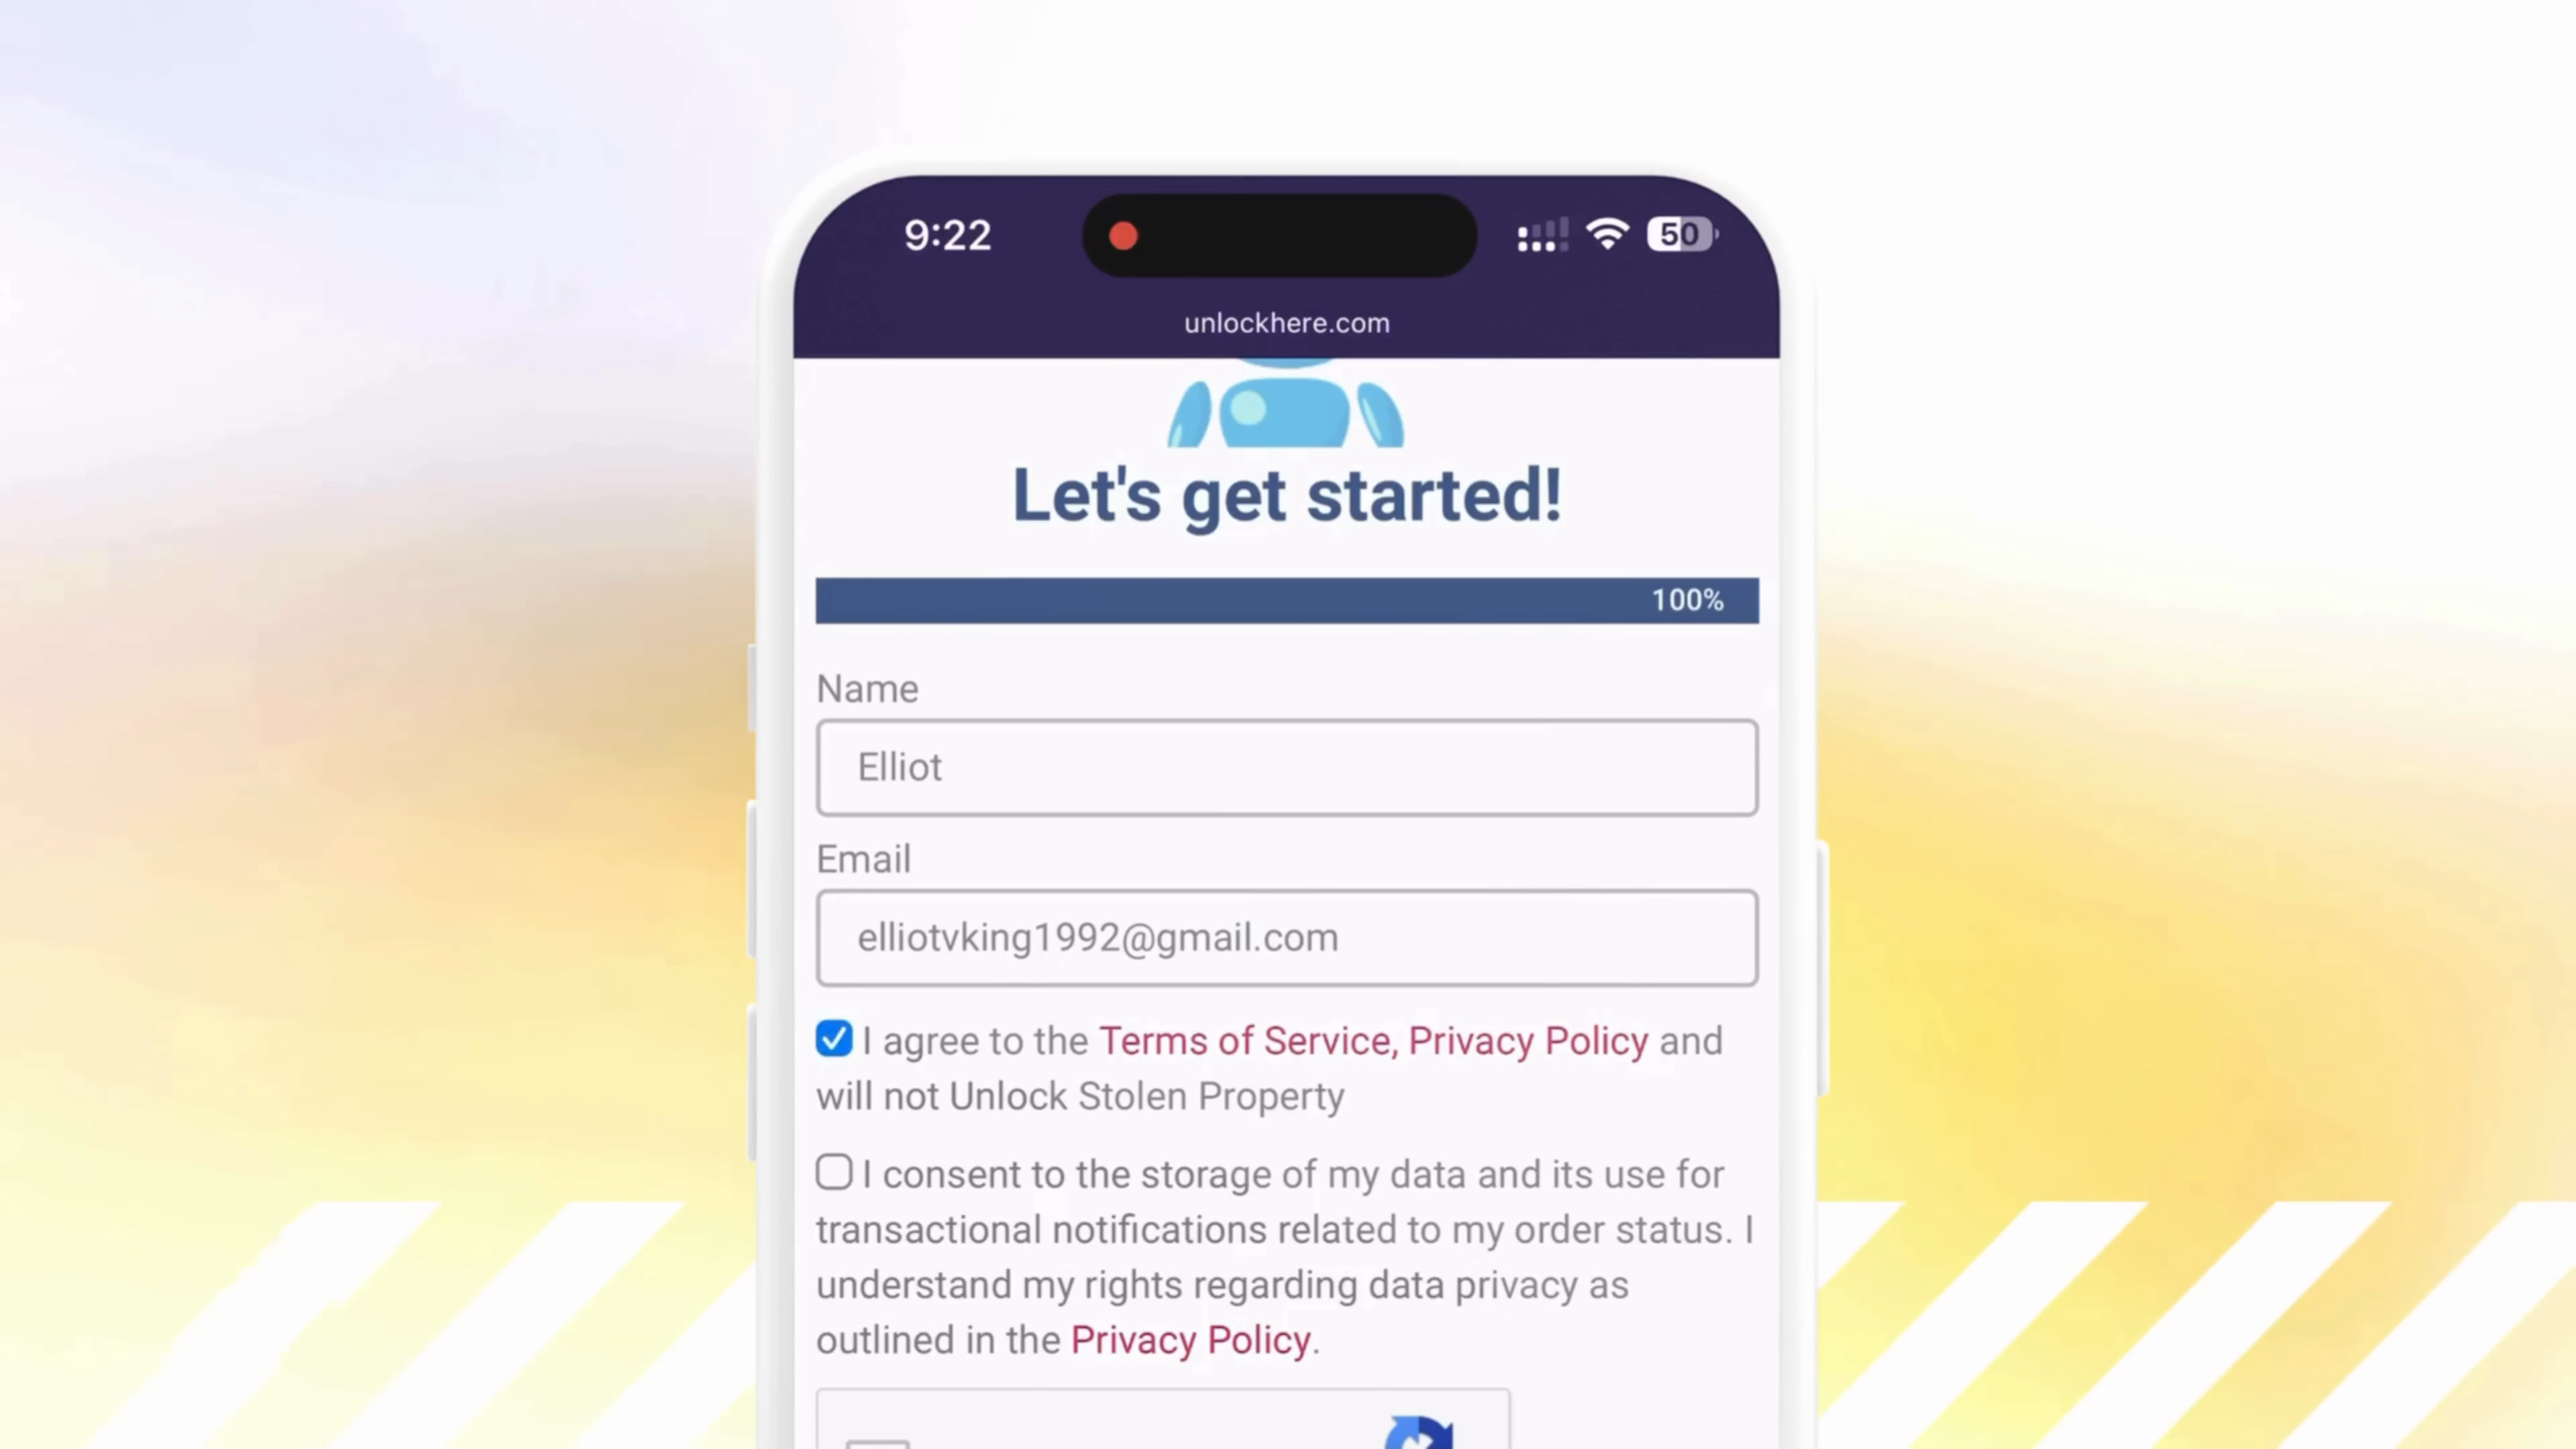 9:22
50
unlockhere.com
Let's get started!
100%
Name
Elliot
Email
elliotvking1992@gmail.com
I agree to the Terms of Service, Privacy Policy and
will not Unlock Stolen Property
I consent to the storage of my data and its use for
transactional notifications related to my order status. I
understand my rights regarding data privacy as
outlined in the Privacy Policy.